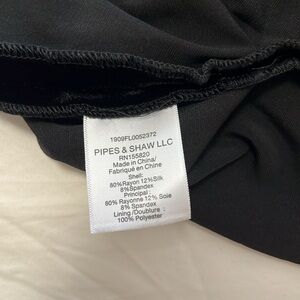 1909FL0052372
PIPES & SHAW LLC
RN155820
Made in China/
Fabriqué en Chine
Shell:
80%Rayon 12%Silk
8%Spandex
Principal :
80%Rayonne 12% Soie
8% Spandex
Lining /Doublure :
100% Polyester